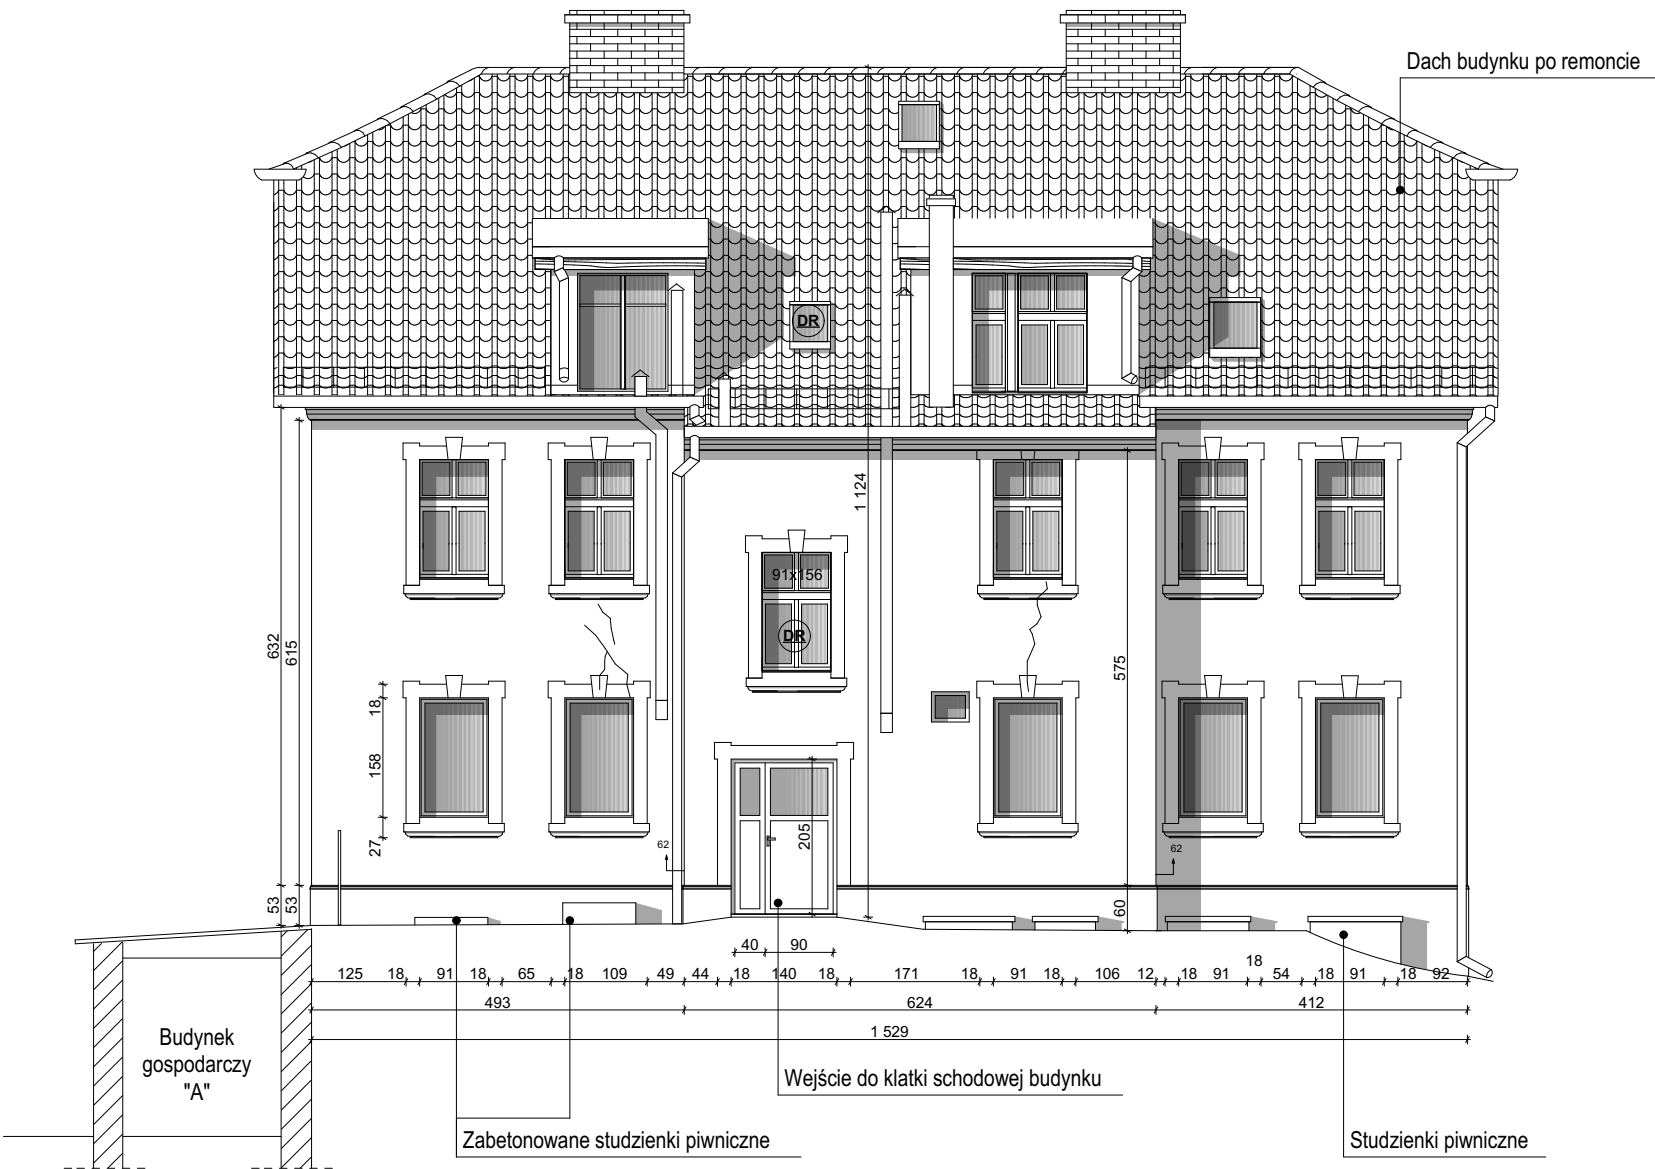 Dach budynku po remoncie
DR
1 124
91x156
DR
632
615
575
18
158
27
205
62
62
53
53
60
40 90
18
125 18 91 18 65 18 109 49 44 18 140 18 171 18 91 18 106 12 18 91 54 18 91 18 92
493 624 412
1 529
Budynek
gospodarczy
"A"
Wejście do klatki schodowej budynku
Zabetonowane studzienki piwniczne
Studzienki piwniczne